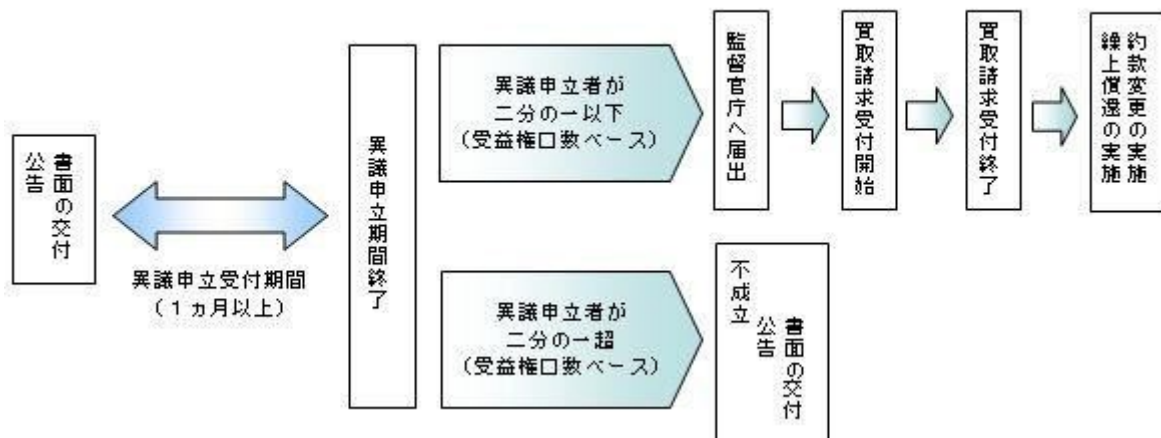 書面の交付
公告
異議申立受付期間
（１ヵ月以上）
異議申立期間終了
異議申立者が
二分の一以下
（受益権口数ベース）
監督官庁へ届出
買取請求受付開始
買取請求受付終了
約款変更の実施
繰上償還の実施
異議申立者が
二分の一超
（受益権口数ベース）
不成立
書面の交付
公告